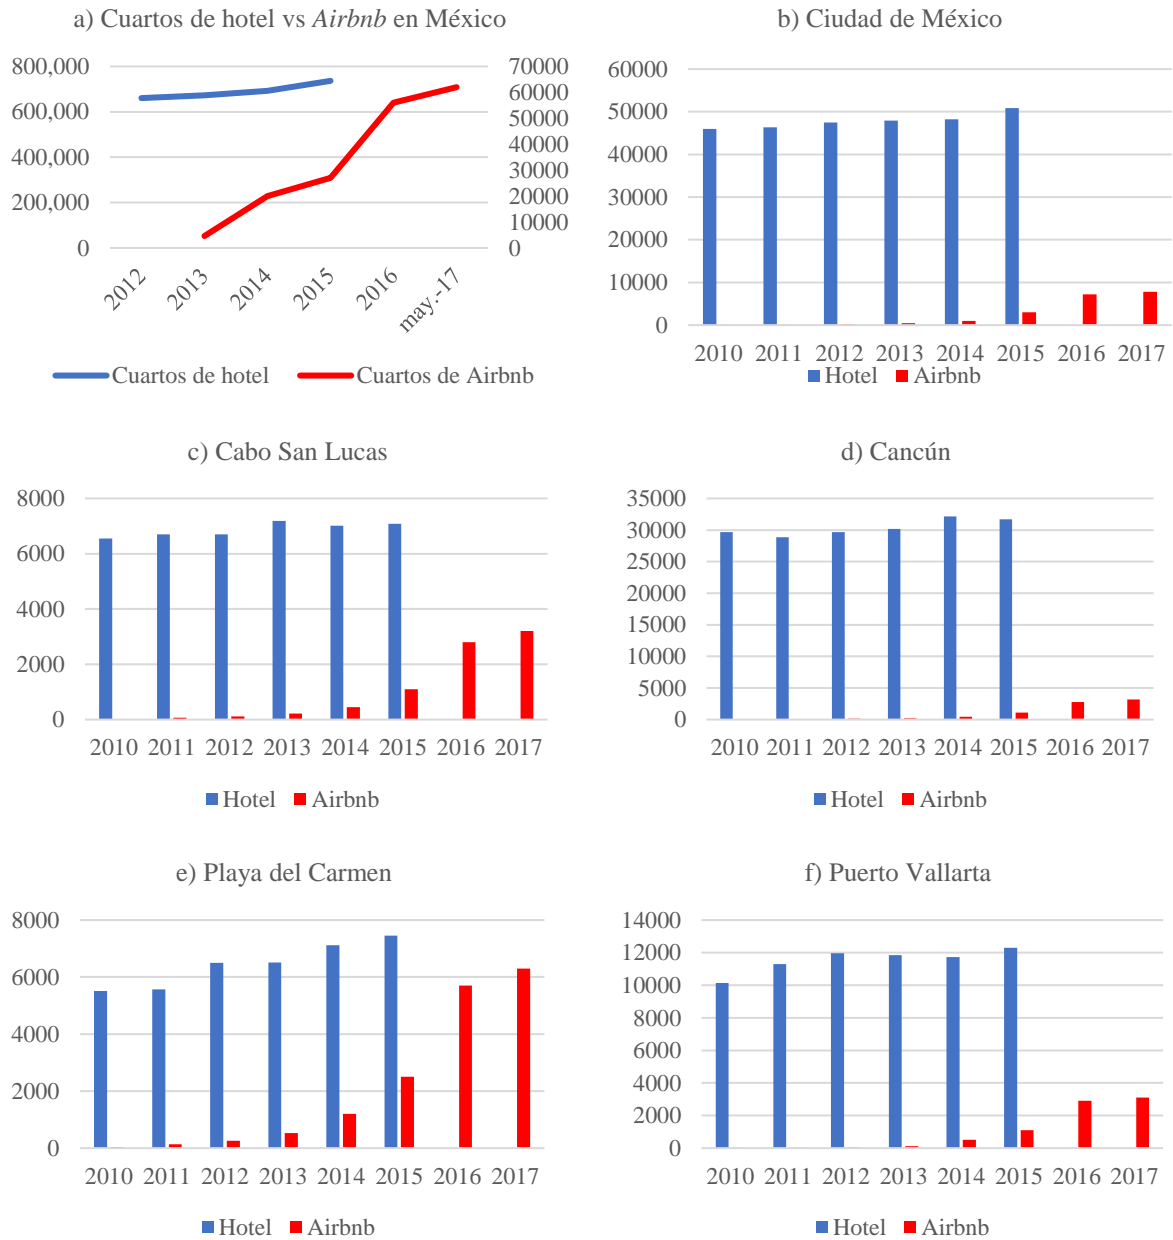 a) Cuartos de hotel vs Airbnb en México
800,000
600,000
400,000
200,000
0
70000
60000
50000
40000
30000
20000
10000
0
2012
2013
2014
2015
2016
may.-17
Cuartos de hotel
Cuartos de Airbnb
b) Ciudad de México
60000
50000
40000
30000
20000
10000
0
2010 2011 2012 2013 2014 2015 2016 2017
Hotel Airbnb
c) Cabo San Lucas
8000
6000
4000
2000
0
2010 2011 2012 2013 2014 2015 2016 2017
Hotel Airbnb
d) Cancún
35000
30000
25000
20000
15000
10000
5000
0
2010 2011 2012 2013 2014 2015 2016 2017
Hotel Airbnb
e) Playa del Carmen
8000
6000
4000
2000
0
2010 2011 2012 2013 2014 2015 2016 2017
Hotel Airbnb
f) Puerto Vallarta
14000
12000
10000
8000
6000
4000
2000
0
2010 2011 2012 2013 2014 2015 2016 2017
Hotel Airbnb